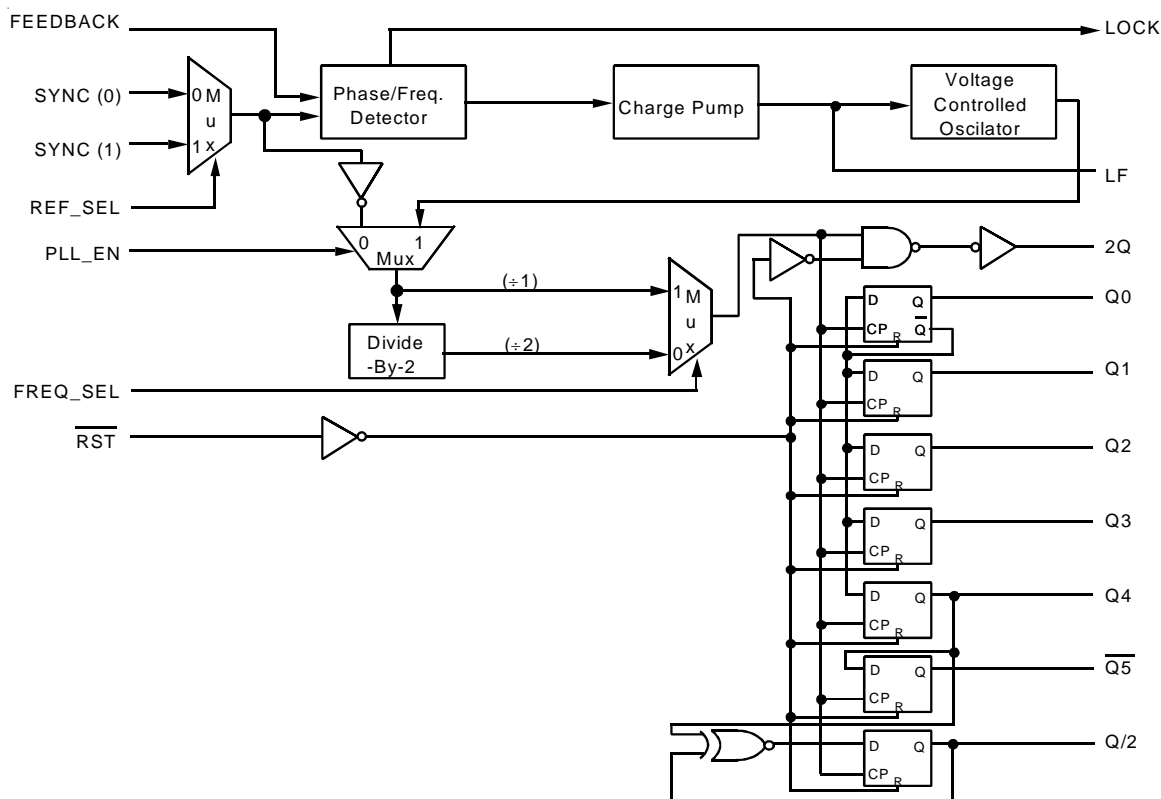 FEEDBACK
LOCK
SYNC (0)
0 M
u
1 x
SYNC (1)
REF_SEL
Phase/Freq.
Detector
Charge Pump
Voltage
Controlled
Oscilator
LF
PLL_EN
0 1
Mux
(÷1)
Divide
-By-2
(÷2)
1 M
u
0 x
FREQ_SEL
RST
2Q
D Q
CP R Q
Q0
D Q
CP R
Q1
D Q
CP R
Q2
D Q
CP R
Q3
D Q
CP R
Q4
D Q
CP R
Q5
D Q
CP R
Q/2